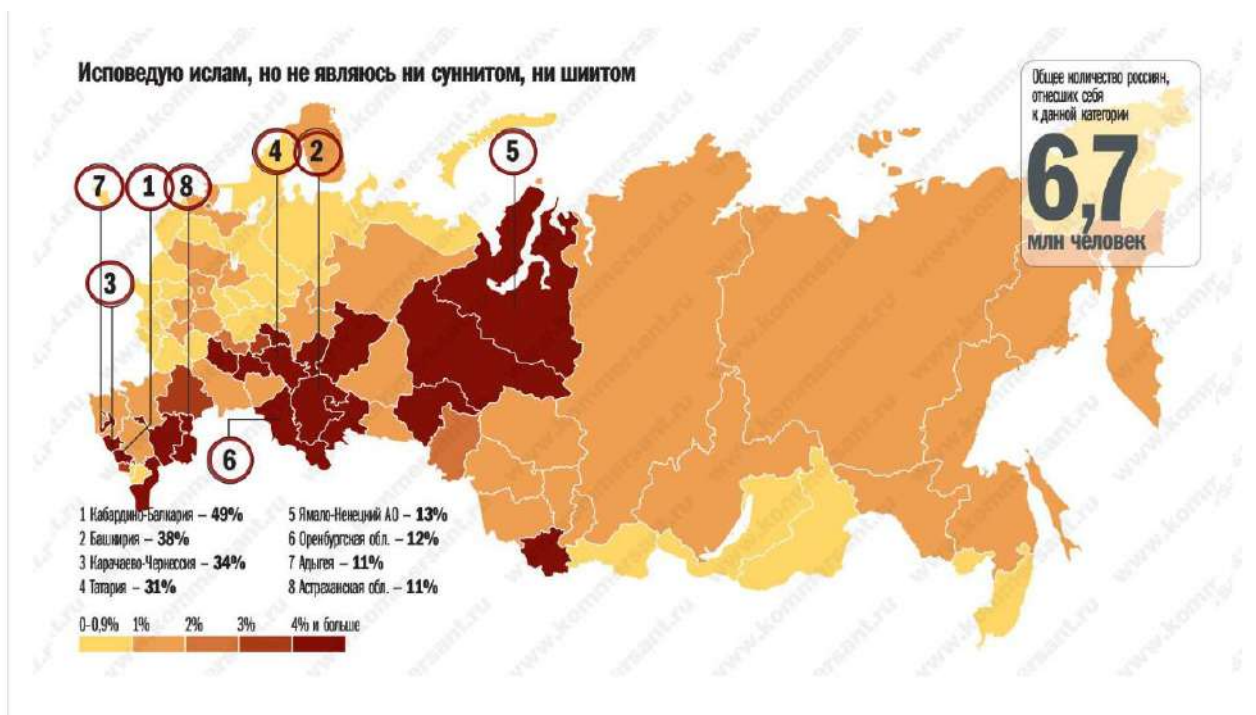 Исповедую ислам, но не являюсь ни суннитом, ни шиитом
Общее количество россиян,
отнесших себя
к данной категории
6,7
млн человек
4 2 5
7 1 8
3
6
1 Кабардино-Балкария – 49%
2 Башкирия – 38%
3 Карачаево-Черкессия – 34%
4 Татария – 31%
5 Ямало-Ненецкий АО – 13%
6 Оренбургская обл. – 12%
7 Адыгея – 11%
8 Астраханская обл. – 11%
0-0,9% 1% 2% 3% 4% и больше
www.kommersant.ru